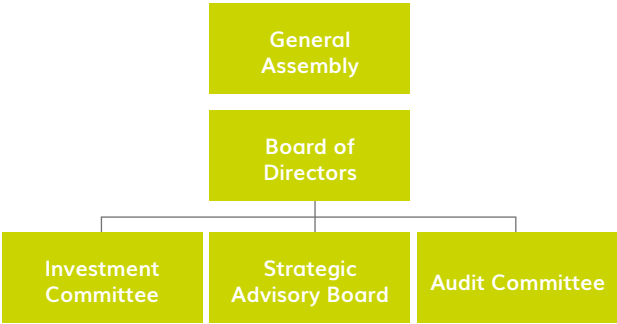 General
Assembly
Board of
Directors
Investment
Committee
Strategic
Advisory Board
Audit Committee